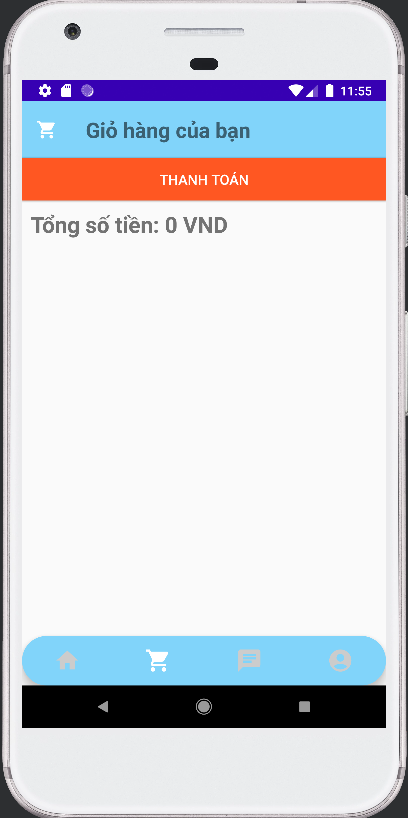 11:55
Giỏ hàng của bạn
THANH TOÁN
Tổng số tiền: 0 VND